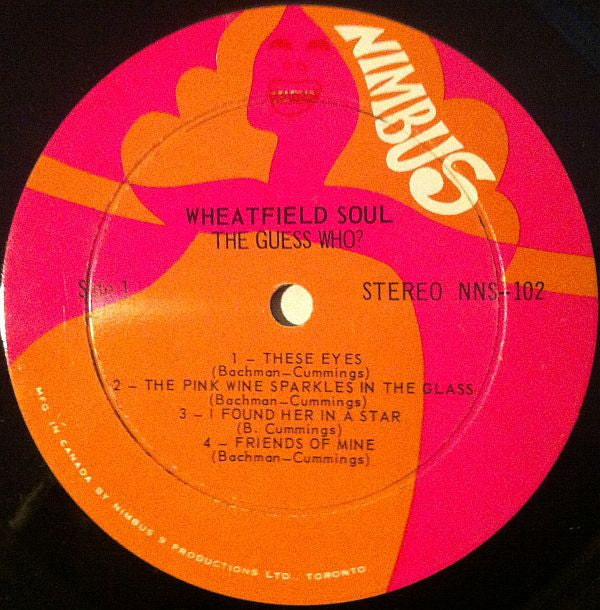 NIMBUS
WHEATFIELD SOUL
THE GUESS WHO?
Side 1
STEREO NNS-102
1 - THESE EYES
(Bachman-Cummings)
2 - THE PINK WINE SPARKLES IN THE GLASS
(Bachman-Cummings)
3 - I FOUND HER IN A STAR
(B. Cummings)
4 - FRIENDS OF MINE
(Bachman-Cummings)
MFG. IN CANADA BY NIMBUS 9 PRODUCTIONS LTD., TORONTO